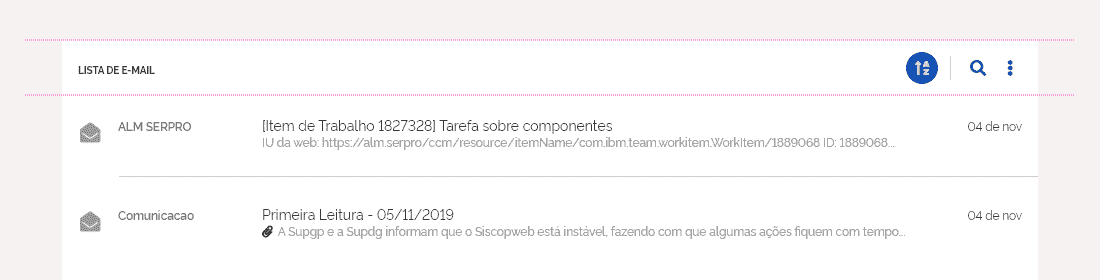 LISTA DE E-MAIL
ALM SERPRO
[Item de Trabalho 1827328] Tarefa sobre componentes
04 de nov
IU da web: https://alm.serpro/ccm/resource/itemName/com.ibm.team.workitem.WorkItem/1889068 ID: 1889068...
Comunicacao
Primeira Leitura - 05/11/2019
04 de nov
A Supgp e a Supdg informam que o Siscopweb está instável, fazendo com que algumas ações fiquem com tempo...